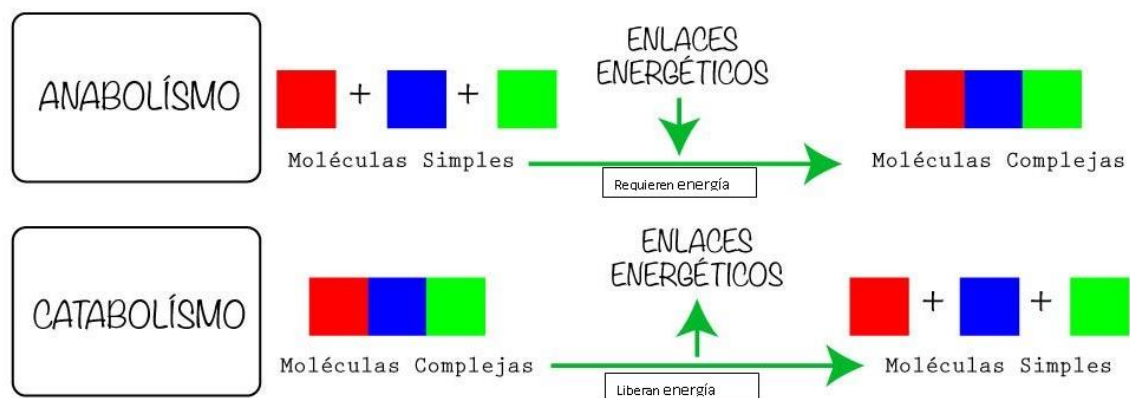 ANABOLÍSMO
+ +
ENLACES
ENERGÉTICOS
Moléculas Simples
Requieren energía
Moléculas Complejas
CATABOLÍSMO
ENLACES
ENERGÉTICOS
+ +
Moléculas Complejas
Liberan energía
Moléculas Simples